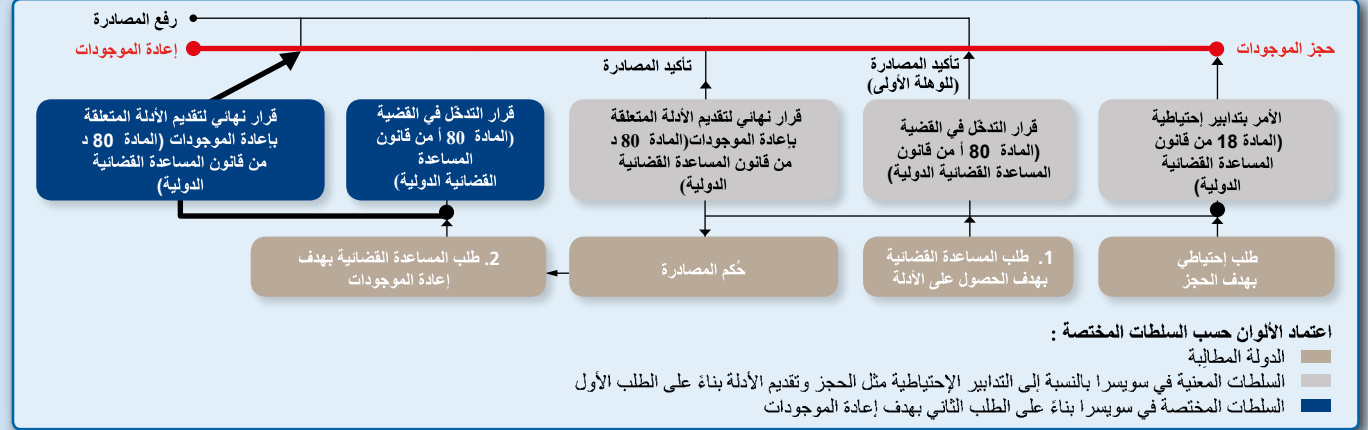 رفع المصادرة
حجز الموجودات
إعادة الموجودات
تأكيد المصادرة
(للوهلة الأولى)
تأكيد المصادرة
الأمر بتدابير إحتياطية
(المادة 18 من قانون
المساعدة القضائية
الدولية)
قرار التدخّل في القضية
(المادة 80 أ من قانون
المساعدة القضائية الدولية)
قرار نهائي لتقديم الأدلة المتعلقة
بإعادة الموجودات(المادة 80 د
من قانون المساعدة القضائية
الدولية)
قرار التدخّل في القضية
(المادة 80 أ من قانون
المساعدة
القضائية الدولية)
قرار نهائي لتقديم الأدلة المتعلقة
بإعادة الموجودات (المادة 80 د
من قانون المساعدة القضائية
الدولية)
طلب إحتياطي
بهدف الحجز
1. طلب المساعدة القضائية
بهدف الحصول على الأدلة
حُكم المصادرة
2. طلب المساعدة القضائية بهدف
إعادة الموجودات
اعتماد الألوان حسب السلطات المختصة :
الدولة المطالِبة
السلطات المعنية في سويسرا بالنسبة إلى التدابير الإحتياطية مثل الحجز وتقديم الأدلة بناءً على الطلب الأول
السلطات المختصة في سويسرا بناءً على الطلب الثاني بهدف إعادة الموجودات